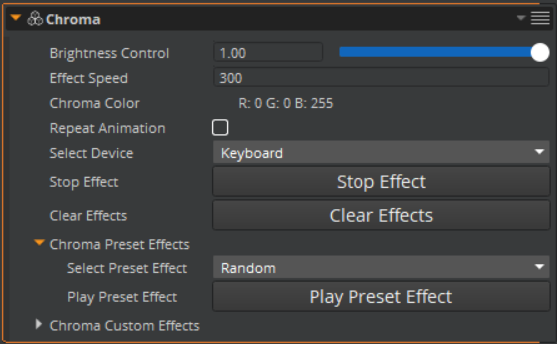 Chroma
Brightness Control 1.00
Effect Speed 300
Chroma Color R: 0 G: 0 B: 255
Repeat Animation
Select Device Keyboard
Stop Effect Stop Effect
Clear Effects Clear Effects
Chroma Preset Effects
Select Preset Effect Random
Play Preset Effect Play Preset Effect
Chroma Custom Effects